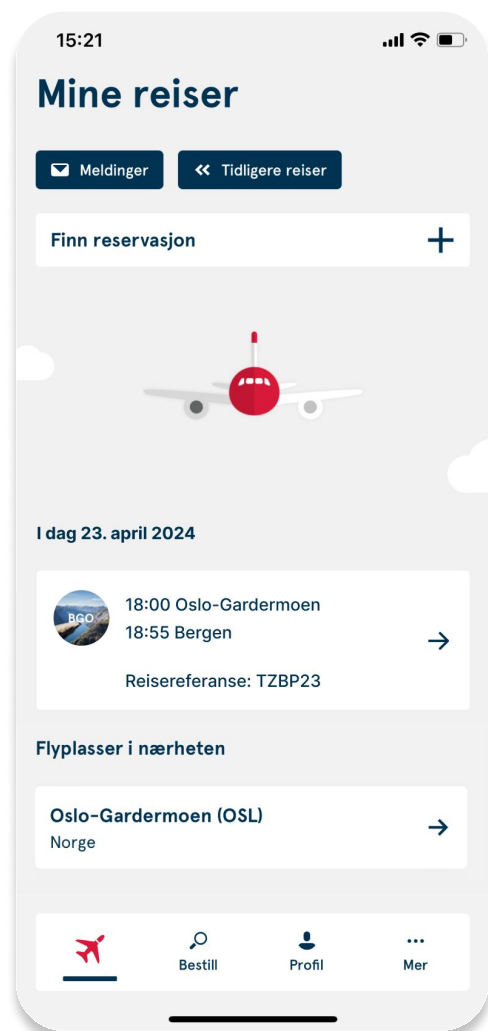 15:21
Mine reiser
Meldinger
Tidligere reiser
Finn reservasjon
I dag 23. april 2024
BGO
18:00 Oslo-Gardermoen
18:55 Bergen
Reisereferanse: TZBP23
Flyplasser i nærheten
Oslo-Gardermoen (OSL)
Norge
Bestill
Profil
Mer